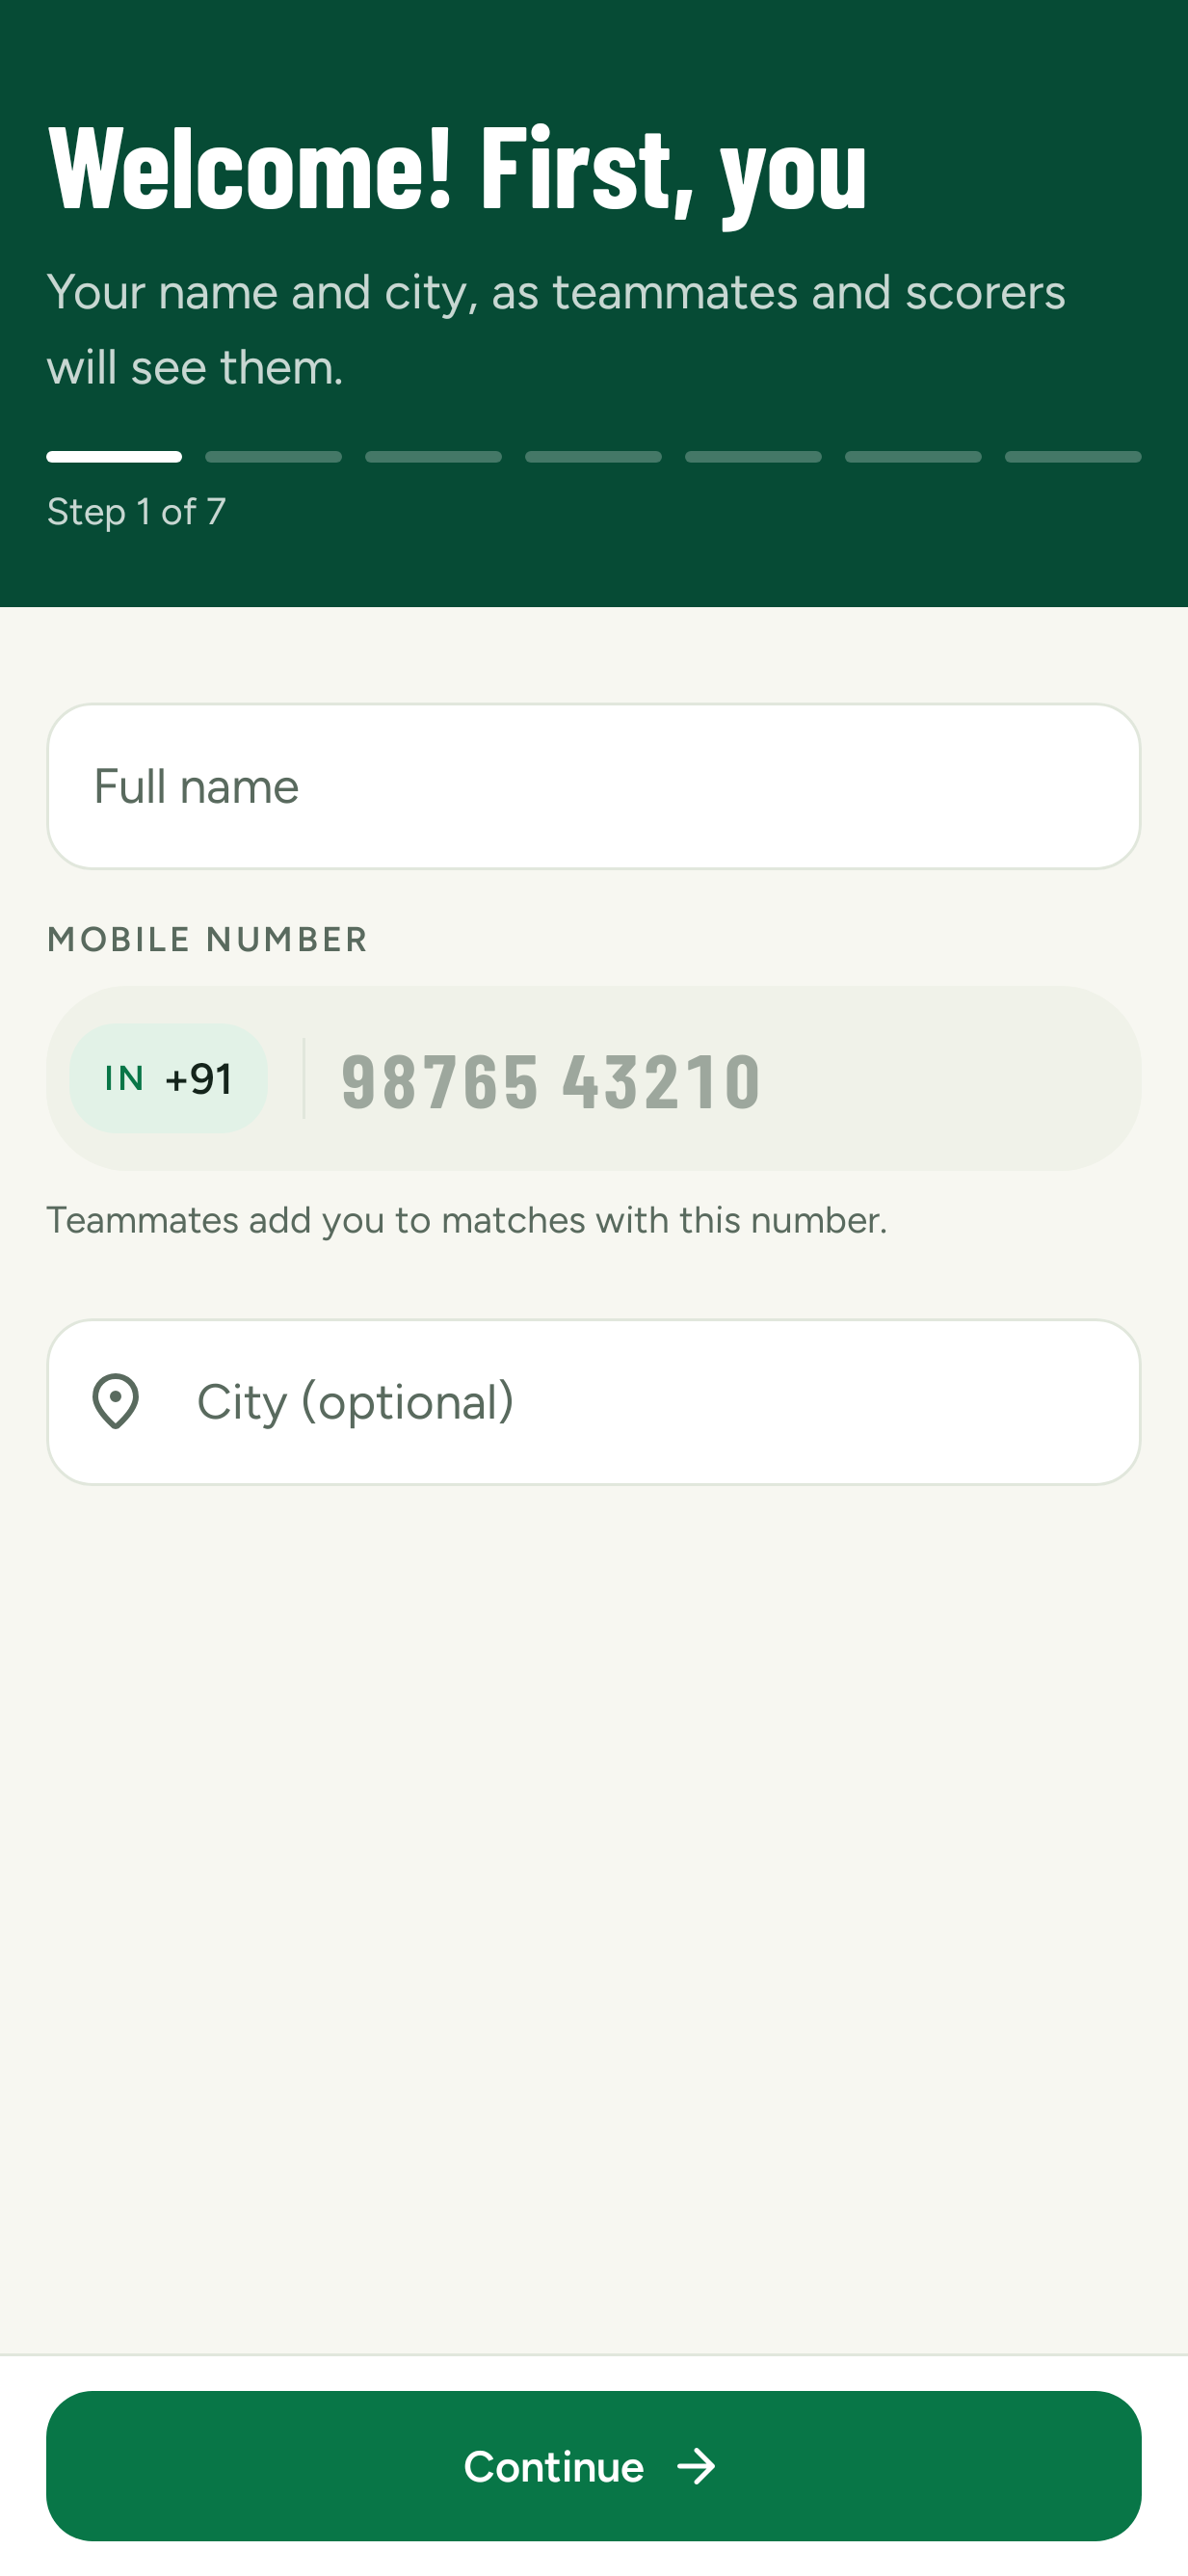 Welcome! First, you
Your name and city, as teammates and scorers
will see them.
Step 1 of 7
Full name
MOBILE NUMBER
IN +91 98765 43210
Teammates add you to matches with this number.
City (optional)
Continue →